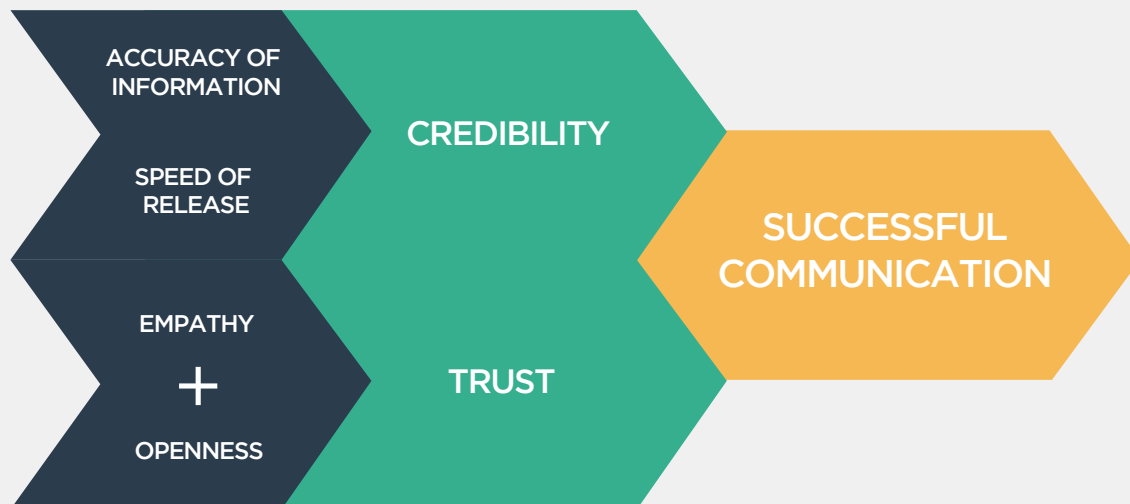 ACCURACY OF
INFORMATION
SPEED OF
RELEASE
EMPATHY
+
OPENNESS
CREDIBILITY
TRUST
SUCCESSFUL
COMMUNICATION